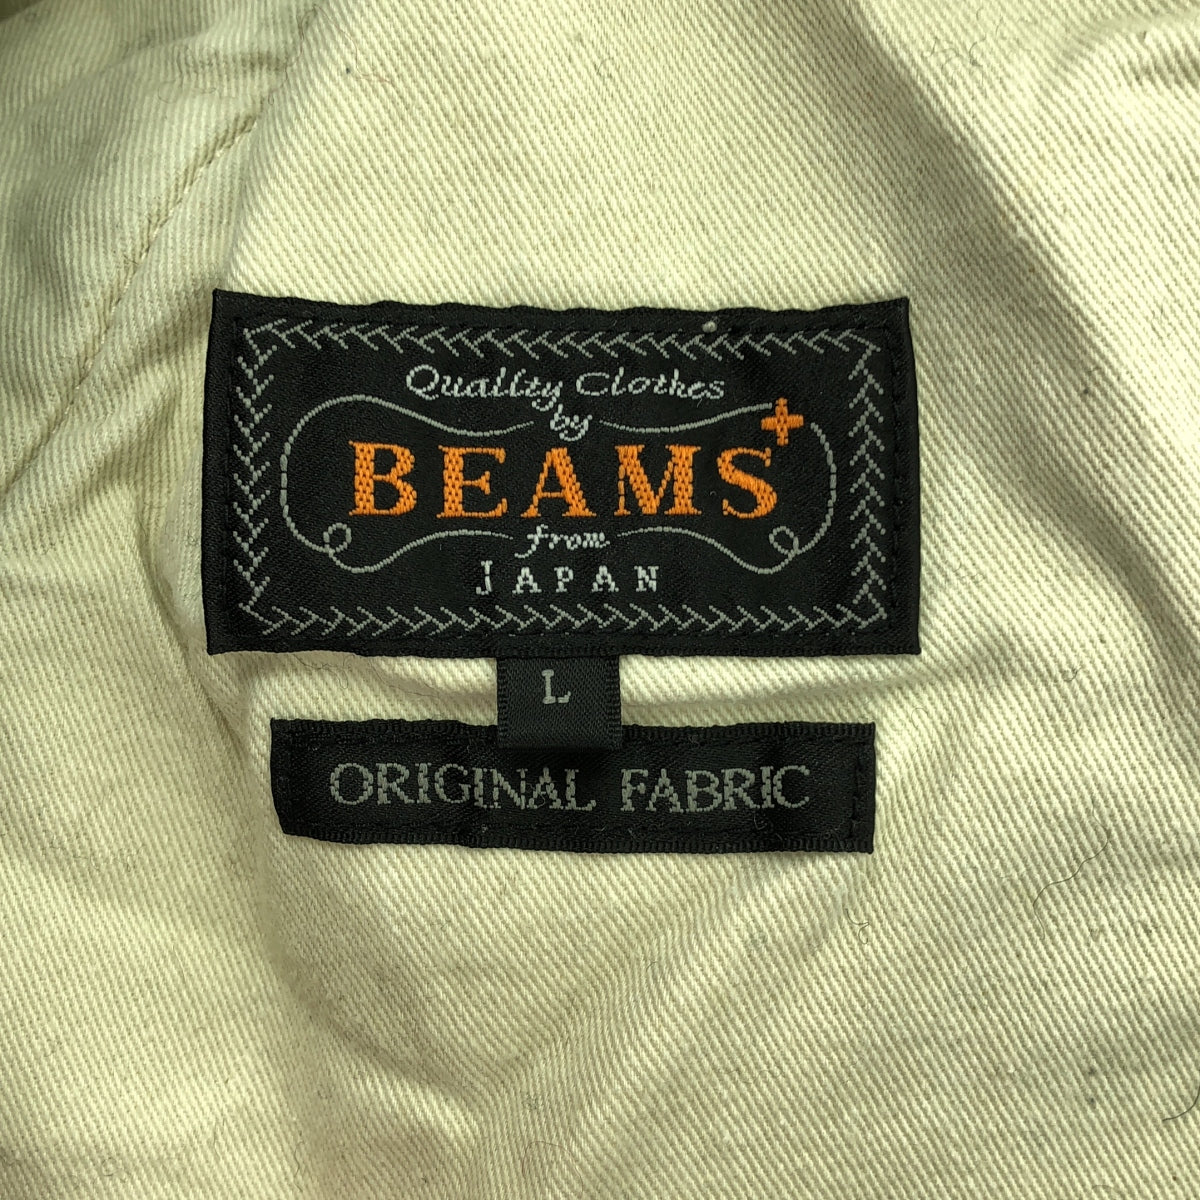 Quality Clothes
by
BEAMS+
from
JAPAN
L
ORIGINAL FABRIC